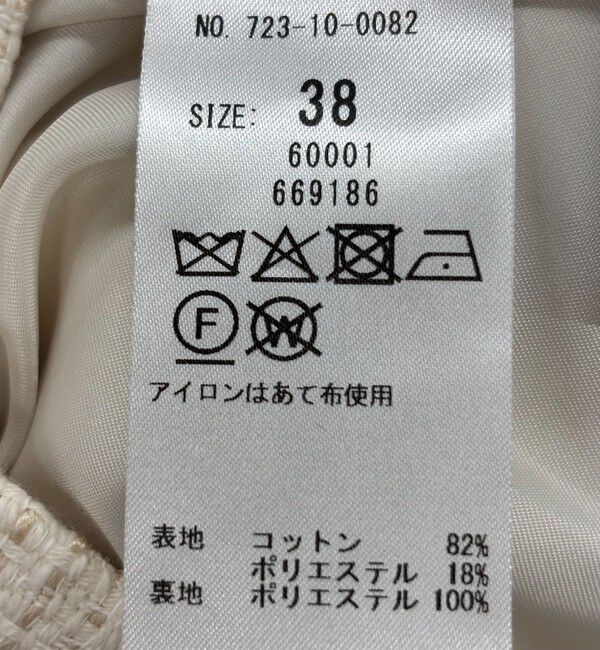 NO. 723-10-0082
SIZE: 38
60001
669186
F W
アイロンはあて布使用
表地 コットン 82%
ポリエステル 18%
裏地 ポリエステル 100%